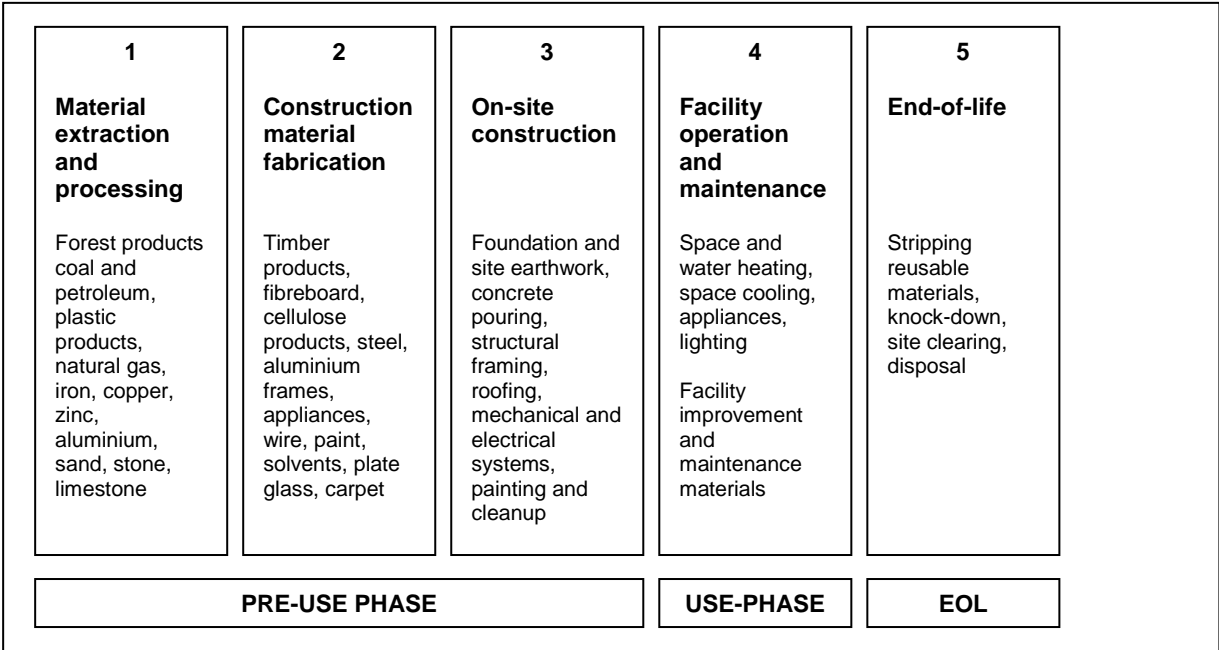 1
Material
extraction
and
processing
Forest products
coal and
petroleum,
plastic
products,
natural gas,
iron, copper,
zinc,
aluminium,
sand, stone,
limestone
2
Construction
material
fabrication
Timber
products,
fibreboard,
cellulose
products, steel,
aluminium
frames,
appliances,
wire, paint,
solvents, plate
glass, carpet
3
On-site
construction
Foundation and
site earthwork,
concrete
pouring,
structural
framing,
roofing,
mechanical and
electrical
systems,
painting and
cleanup
4
Facility
operation
and
maintenance
Space and
water heating,
space cooling,
appliances,
lighting
Facility
improvement
and
maintenance
materials
5
End-of-life
Stripping
reusable
materials,
knock-down,
site clearing,
disposal
PRE-USE PHASE
USE-PHASE
EOL